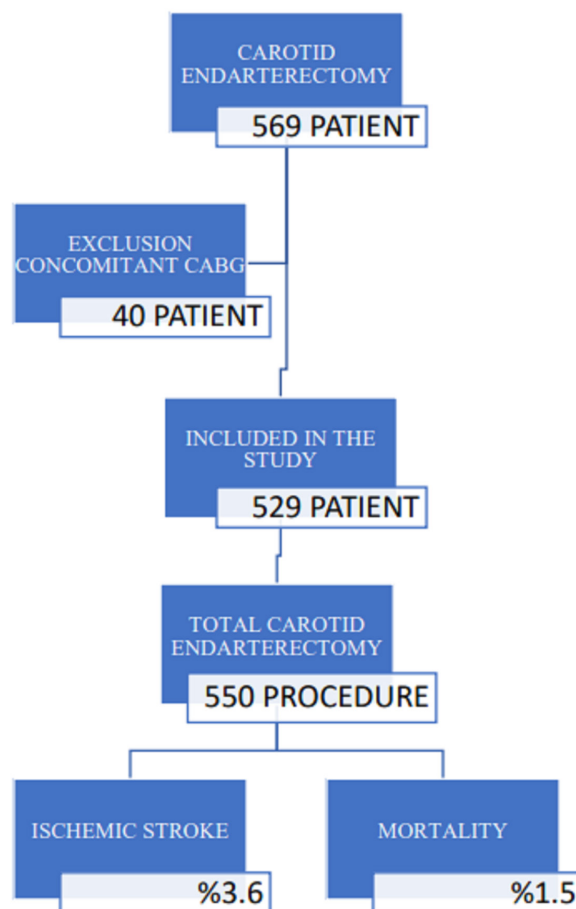 CAROTID
ENDARTERECTOMY
569 PATIENT
EXCLUSION
CONCOMITANT CABG
40 PATIENT
INCLUDED IN THE
STUDY
529 PATIENT
TOTAL CAROTID
ENDARTERECTOMY
550 PROCEDURE
ISCHEMIC STROKE
%3.6
MORTALITY
%1.5